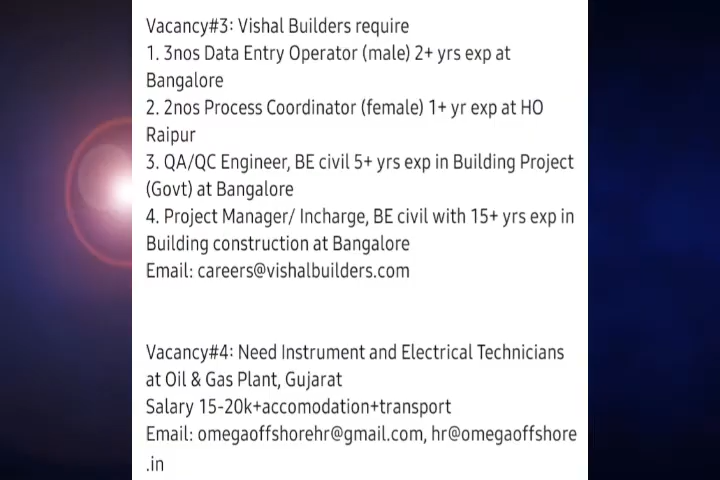 Vacancy#3: Vishal Builders require
1. 3nos Data Entry Operator (male) 2+ yrs exp at
Bangalore
2. 2nos Process Coordinator (female) 1+ yr exp at HO
Raipur
3. QA/QC Engineer, BE civil 5+ yrs exp in Building Project
(Govt) at Bangalore
4. Project Manager/ Incharge, BE civil with 15+ yrs exp in
Building construction at Bangalore
Email: careers@vishalbuilders.com
Vacancy#4: Need Instrument and Electrical Technicians
at Oil & Gas Plant, Gujarat
Salary 15-20k+accomodation+transport
Email: omegaoffshorehr@gmail.com, hr@omegaoffshore
.in